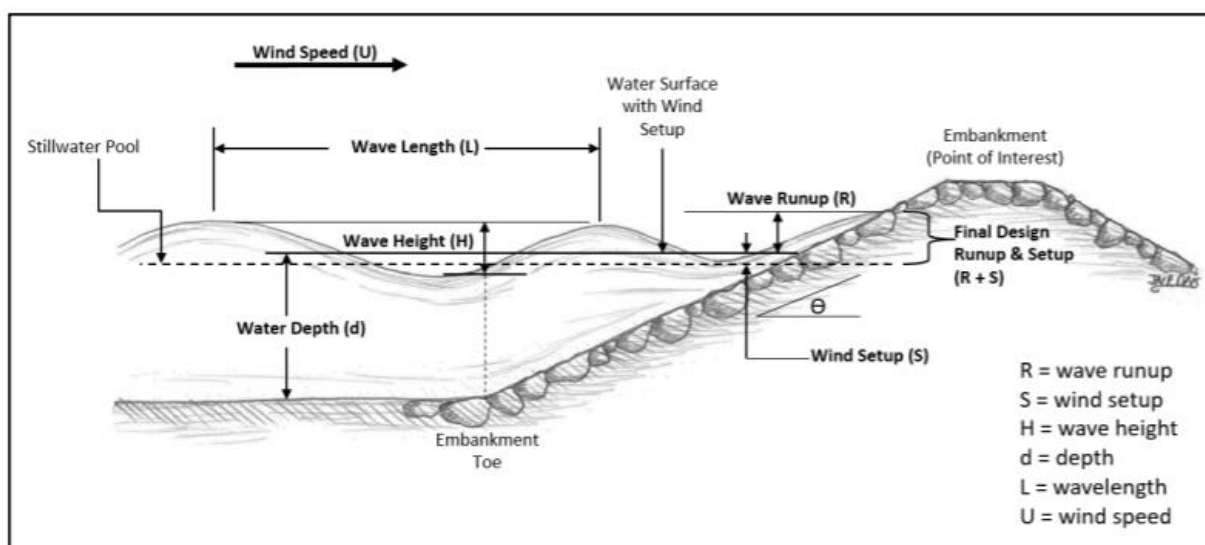 Wind Speed (U)
Water Surface
with Wind
Setup
Embankment
(Point of Interest)
Stillwater Pool
Wave Length (L)
Wave Runup (R)
Wave Height (H)
Final Design
Runup & Setup
(R + S)
θ
Water Depth (d)
Wind Setup (S)
Embankment
Toe
R = wave runup
S = wind setup
H = wave height
d = depth
L = wavelength
U = wind speed